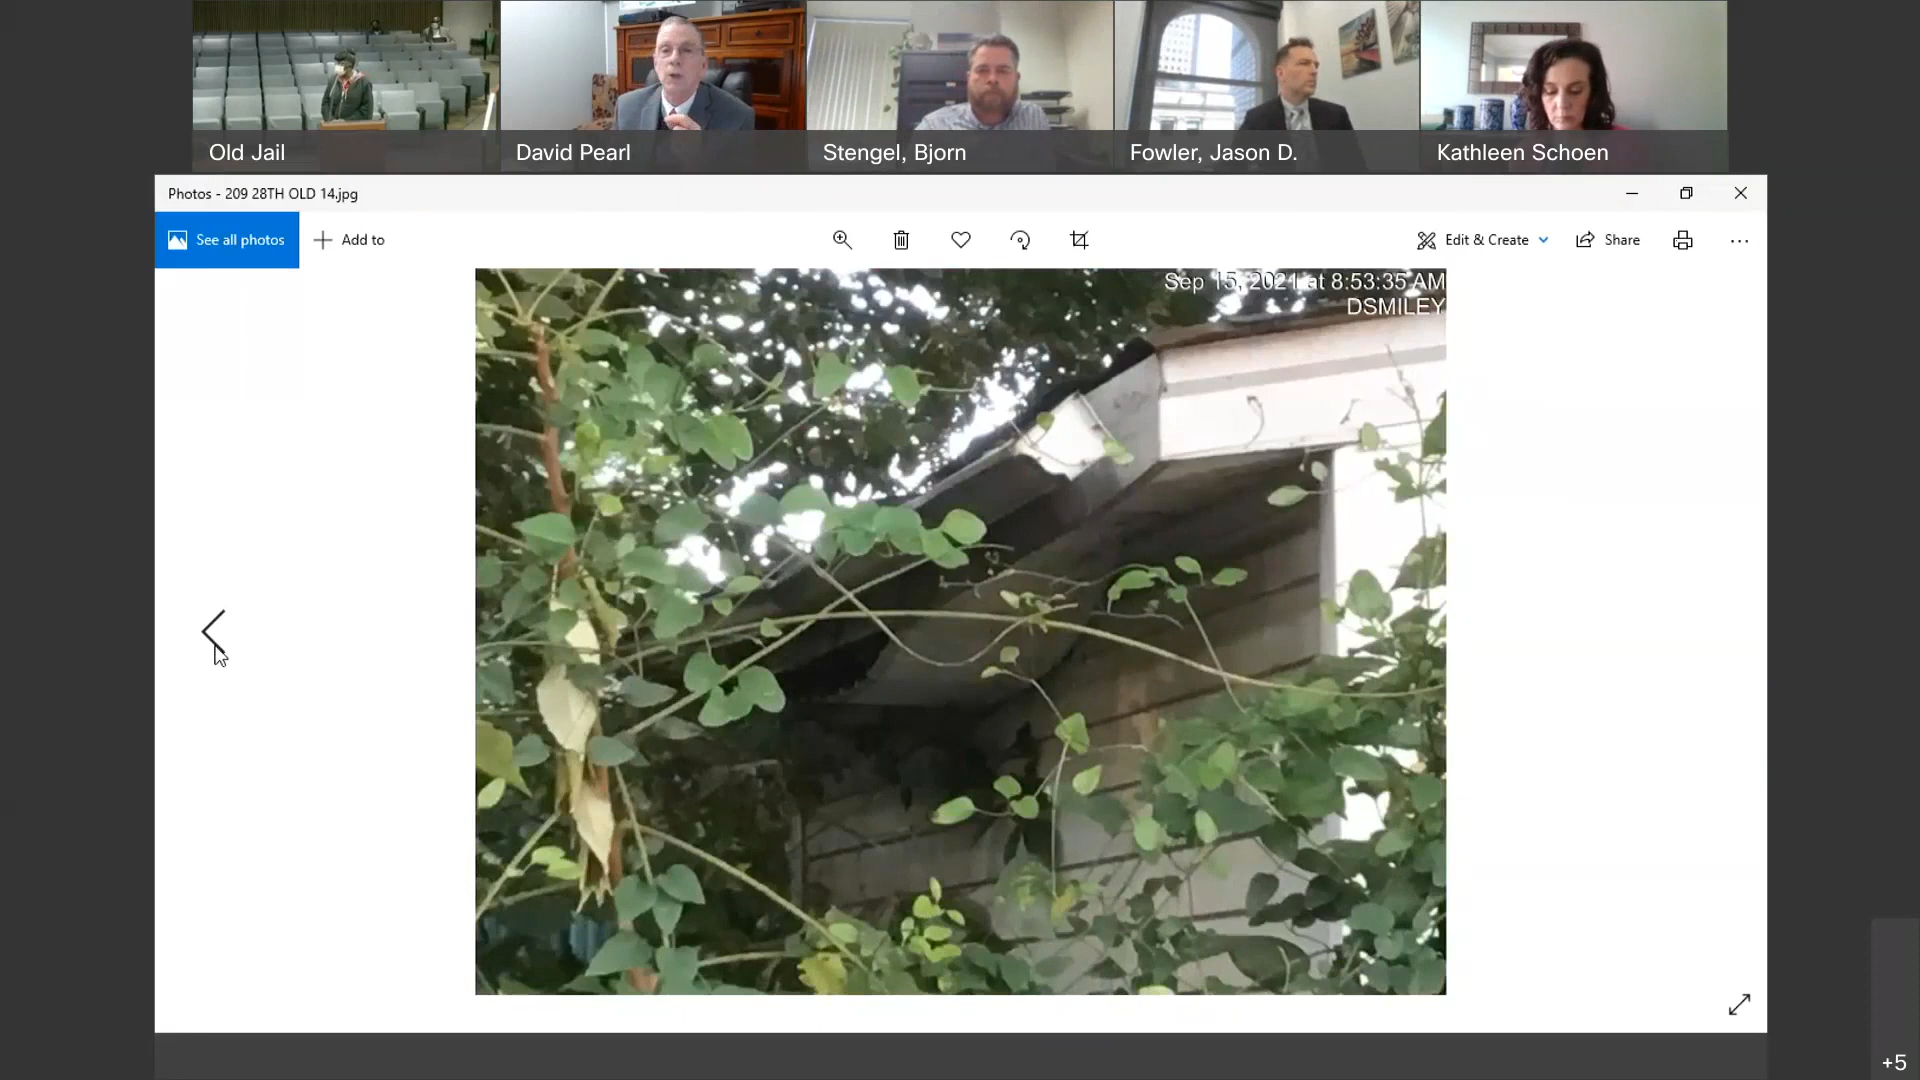 Old Jail
David Pearl
Stengel, Bjorn
Fowler, Jason D.
Kathleen Schoen
Photos - 209 28TH OLD 14.jpg
See all photos
Add to
Edit & Create
Share
Sep 15, 2021 at 8:53:35 AM
DSMILEY
+5